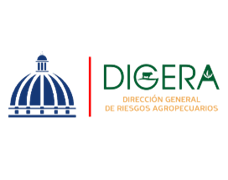 DIGERA
DIRECCIÓN GENERAL
DE RIESGOS AGROPECUARIOS